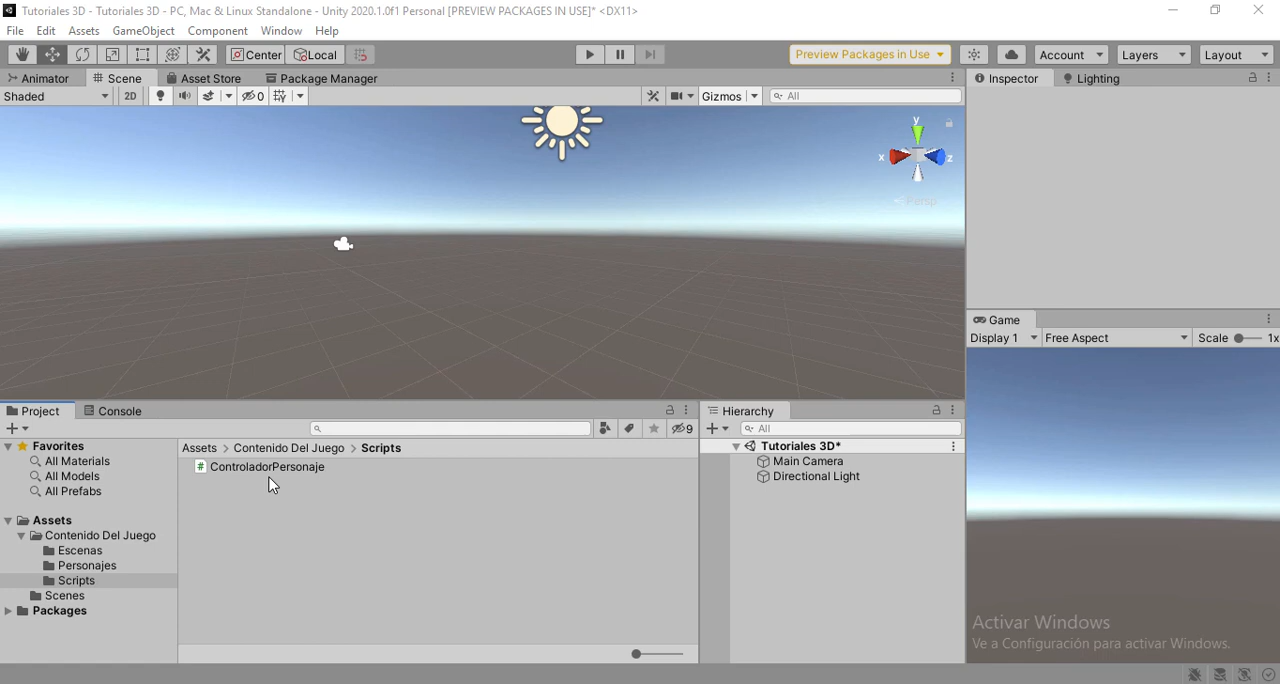 Tutoriales 3D - Tutoriales 3D - PC, Mac & Linux Standalone - Unity 2020.1.0f1 Personal [PREVIEW PACKAGES IN USE]* <DX11>
File Edit Assets GameObject Component Window Help
Center Local Preview Packages in Use Account Layers Layout
Animator Scene Asset Store Package Manager
Shaded 2D 0 Gizmos All
y
x z
Persp
Inspector Lighting
Game
Display 1 Free Aspect Scale 1x
Activar Windows
Ve a Configuración para activar Windows.
Project Console
9
Favorites
All Materials
All Models
All Prefabs
Assets
Contenido Del Juego
Escenas
Personajes
Scripts
Scenes
Packages
Assets > Contenido Del Juego > Scripts
# ControladorPersonaje
Hierarchy
All
Tutoriales 3D*
Main Camera
Directional Light